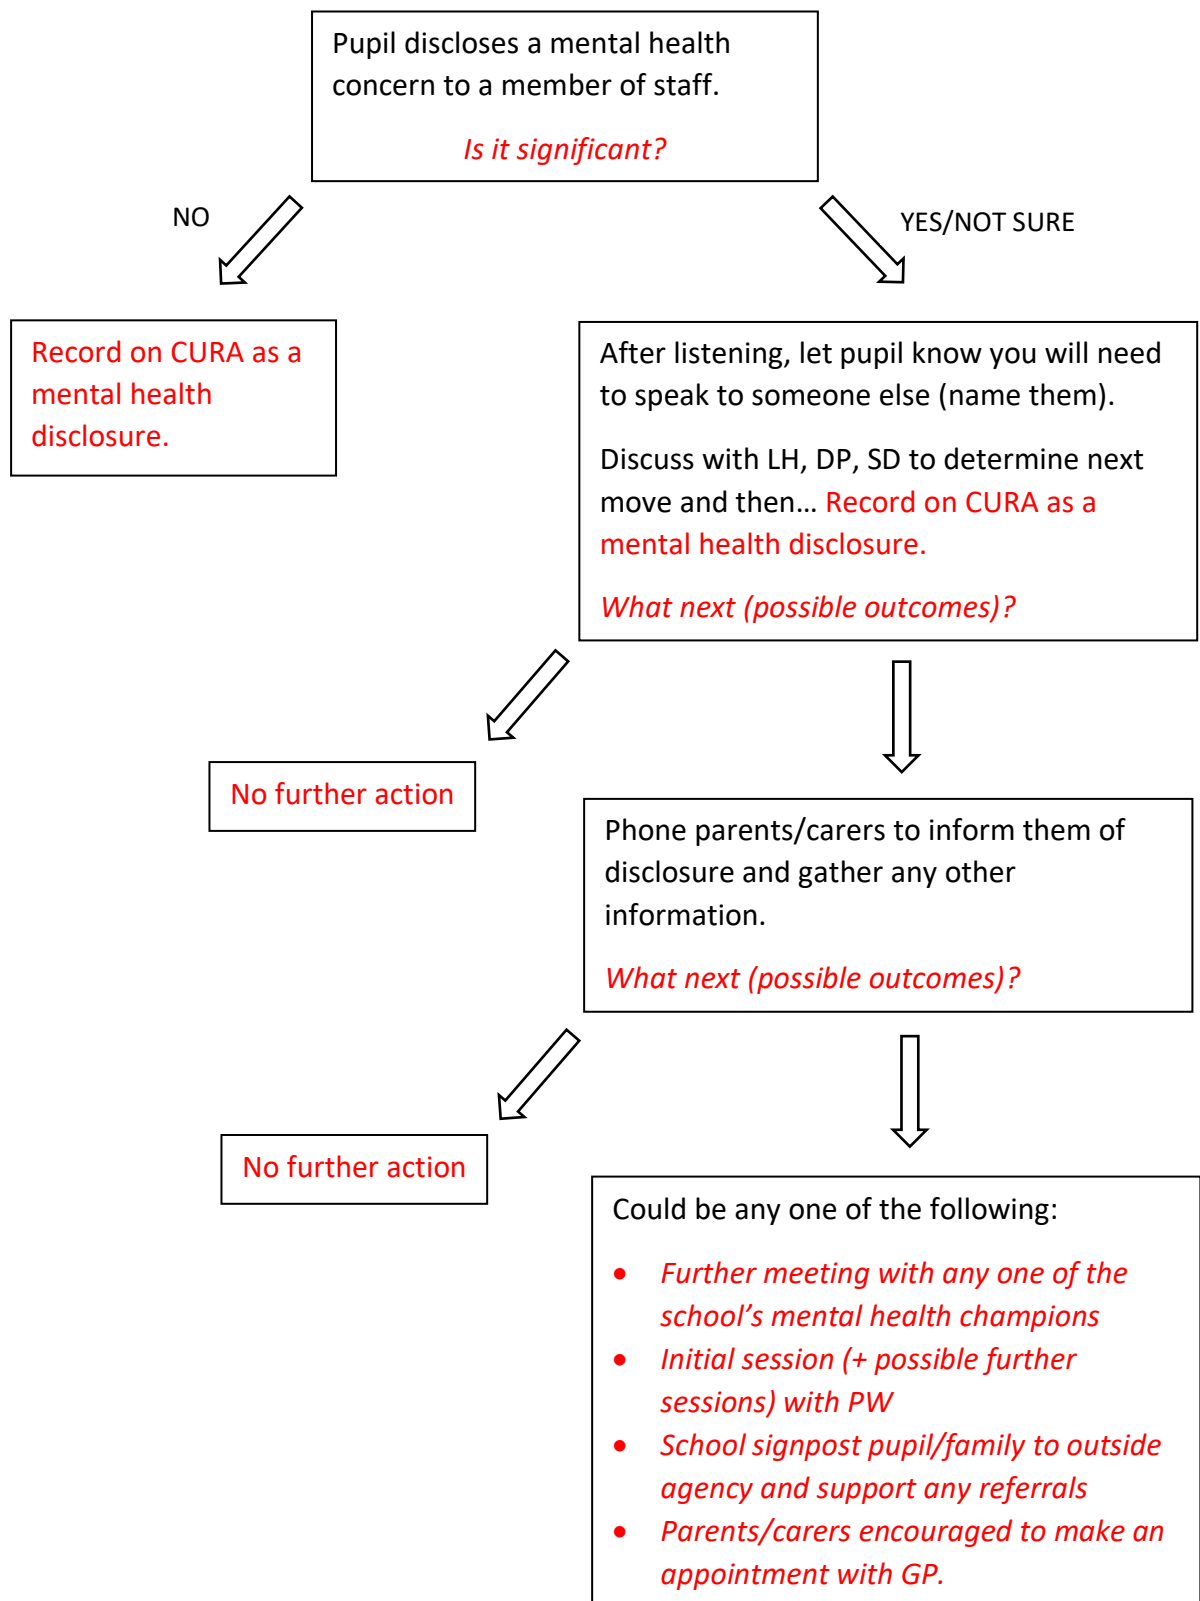 Pupil discloses a mental health
concern to a member of staff.
Is it significant?
NO
YES/NOT SURE
Record on CURA as a
mental health
disclosure.
After listening, let pupil know you will need
to speak to someone else (name them).
Discuss with LH, DP, SD to determine next
move and then… Record on CURA as a
mental health disclosure.
What next (possible outcomes)?
No further action
Phone parents/carers to inform them of
disclosure and gather any other
information.
What next (possible outcomes)?
No further action
Could be any one of the following:
• Further meeting with any one of the
school’s mental health champions
• Initial session (+ possible further
sessions) with PW
• School signpost pupil/family to outside
agency and support any referrals
• Parents/carers encouraged to make an
appointment with GP.